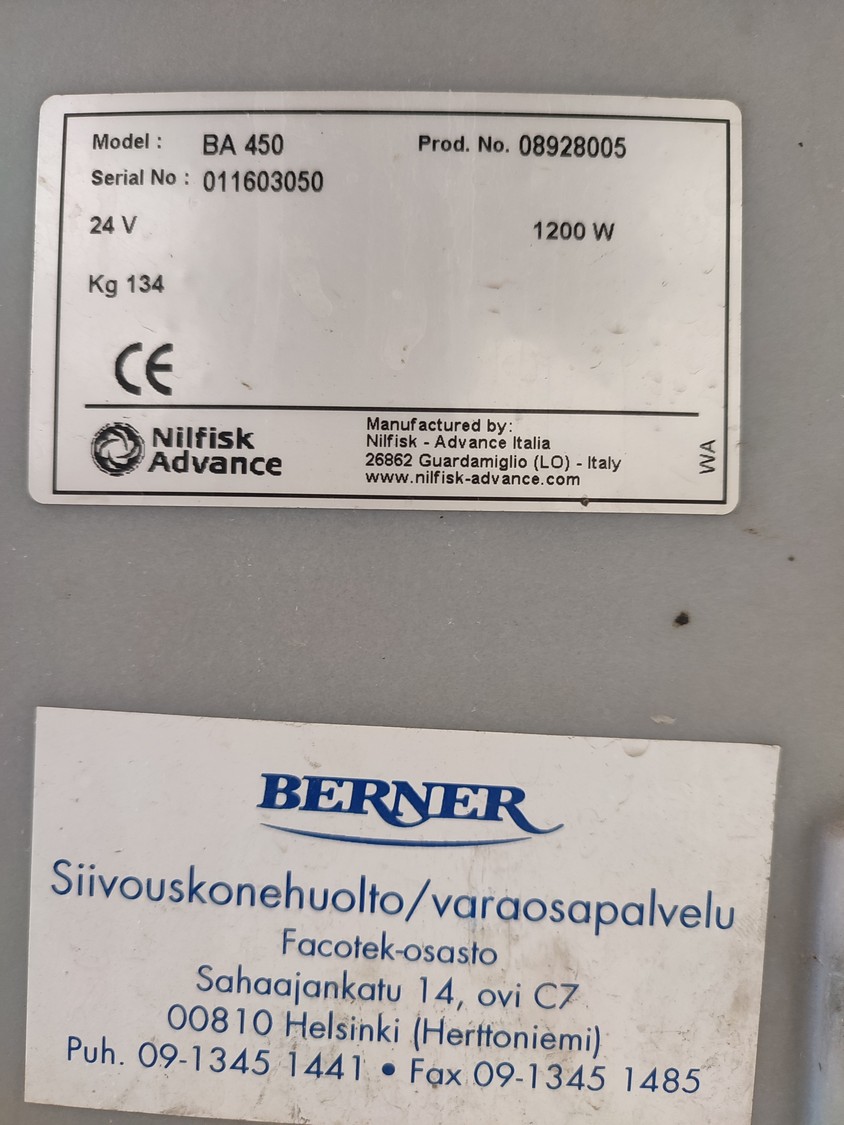 Model : BA 450 Prod. No. 08928005
Serial No : 011603050
24 V 1200 W
Kg 134
CE
Nilfisk
Advance
Manufactured by:
Nilfisk - Advance Italia
26862 Guardamiglio (LO) - Italy
www.nilfisk-advance.com
WA
BERNER
Siivouskonehuolto/varaosapalvelu
Facotek-osasto
Sahaajankatu 14, ovi C7
00810 Helsinki (Herttoniemi)
Puh. 09-1345 1441 • Fax 09-1345 1485